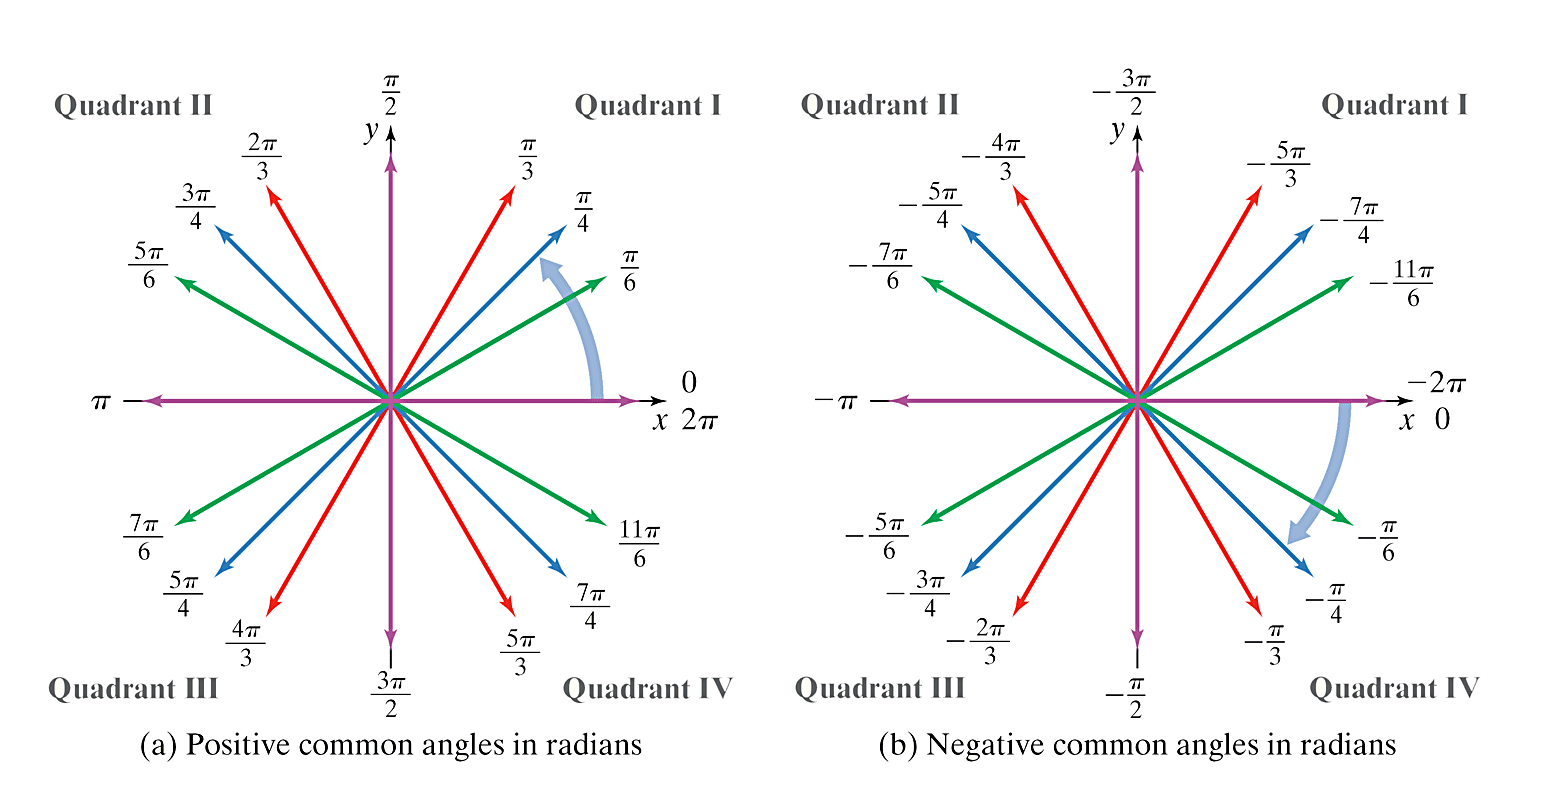 Quadrant II
π/2
Quadrant I
y
2π/3
π/3
3π/4
π/4
5π/6
π/6
π
0
x 2π
7π/6
11π/6
5π/4
7π/4
4π/3
5π/3
Quadrant III
3π/2
Quadrant IV
(a) Positive common angles in radians
Quadrant II
−3π/2
Quadrant I
y
−4π/3
−5π/3
−5π/4
−7π/4
−7π/6
−11π/6
−π
−2π
x 0
−5π/6
−π/6
−3π/4
−π/4
−2π/3
−π/3
Quadrant III
−π/2
Quadrant IV
(b) Negative common angles in radians